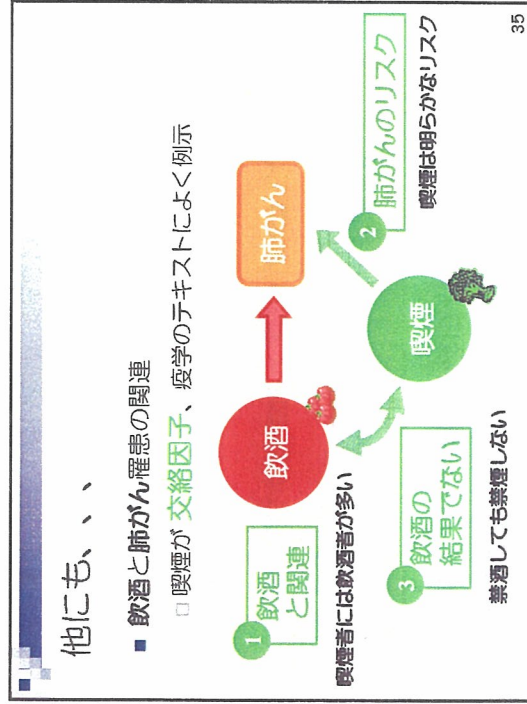 他にも、、、
■ 飲酒と肺がん罹患の関連
□ 喫煙が 交絡因子、疫学のテキストによく例示
1 飲酒
と関連
喫煙者には飲酒者が多い
飲酒
肺がん
3 飲酒の
結果でない
禁酒しても禁煙しない
喫煙
2 肺がんのリスク
喫煙は明らかなリスク
35